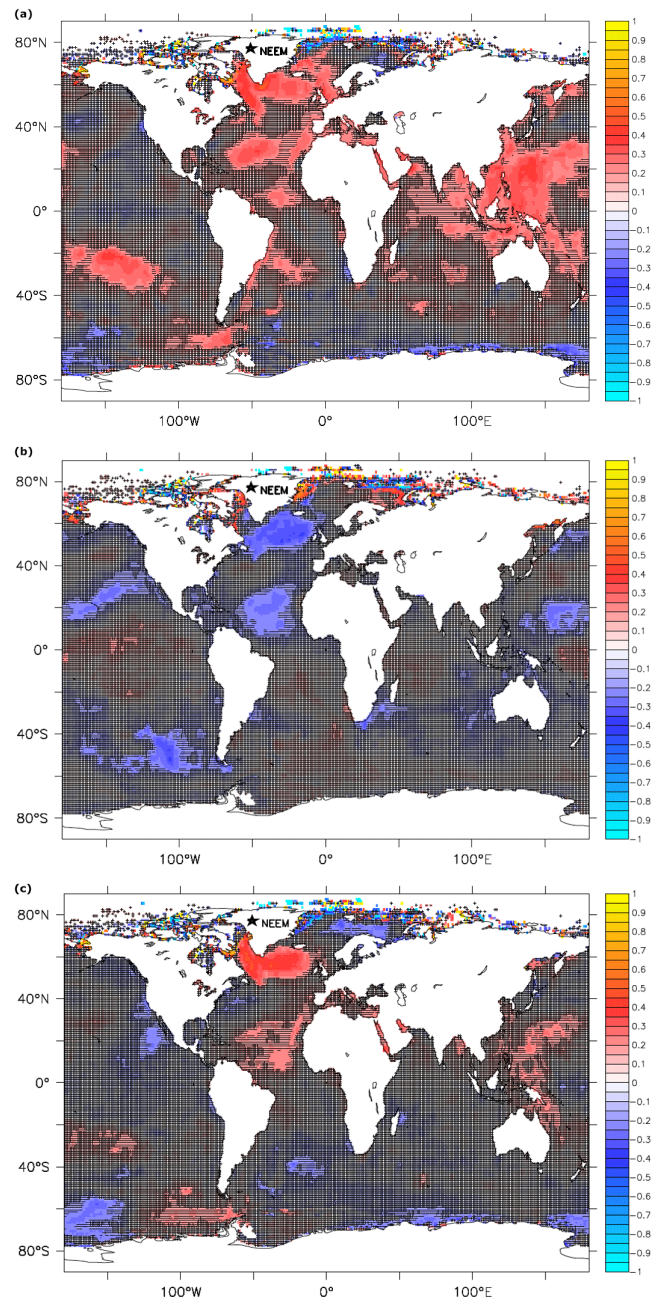 (a)
80°N
40°N
0°
40°S
80°S
100°W
0°
100°E
NEEM
1
0.9
0.8
0.7
0.6
0.5
0.4
0.3
0.2
0.1
0
-0.1
-0.2
-0.3
-0.4
-0.5
-0.6
-0.7
-0.8
-0.9
-1
(b)
80°N
40°N
0°
40°S
80°S
100°W
0°
100°E
NEEM
1
0.9
0.8
0.7
0.6
0.5
0.4
0.3
0.2
0.1
0
-0.1
-0.2
-0.3
-0.4
-0.5
-0.6
-0.7
-0.8
-0.9
-1
(c)
80°N
40°N
0°
40°S
80°S
100°W
0°
100°E
NEEM
1
0.9
0.8
0.7
0.6
0.5
0.4
0.3
0.2
0.1
0
-0.1
-0.2
-0.3
-0.4
-0.5
-0.6
-0.7
-0.8
-0.9
-1